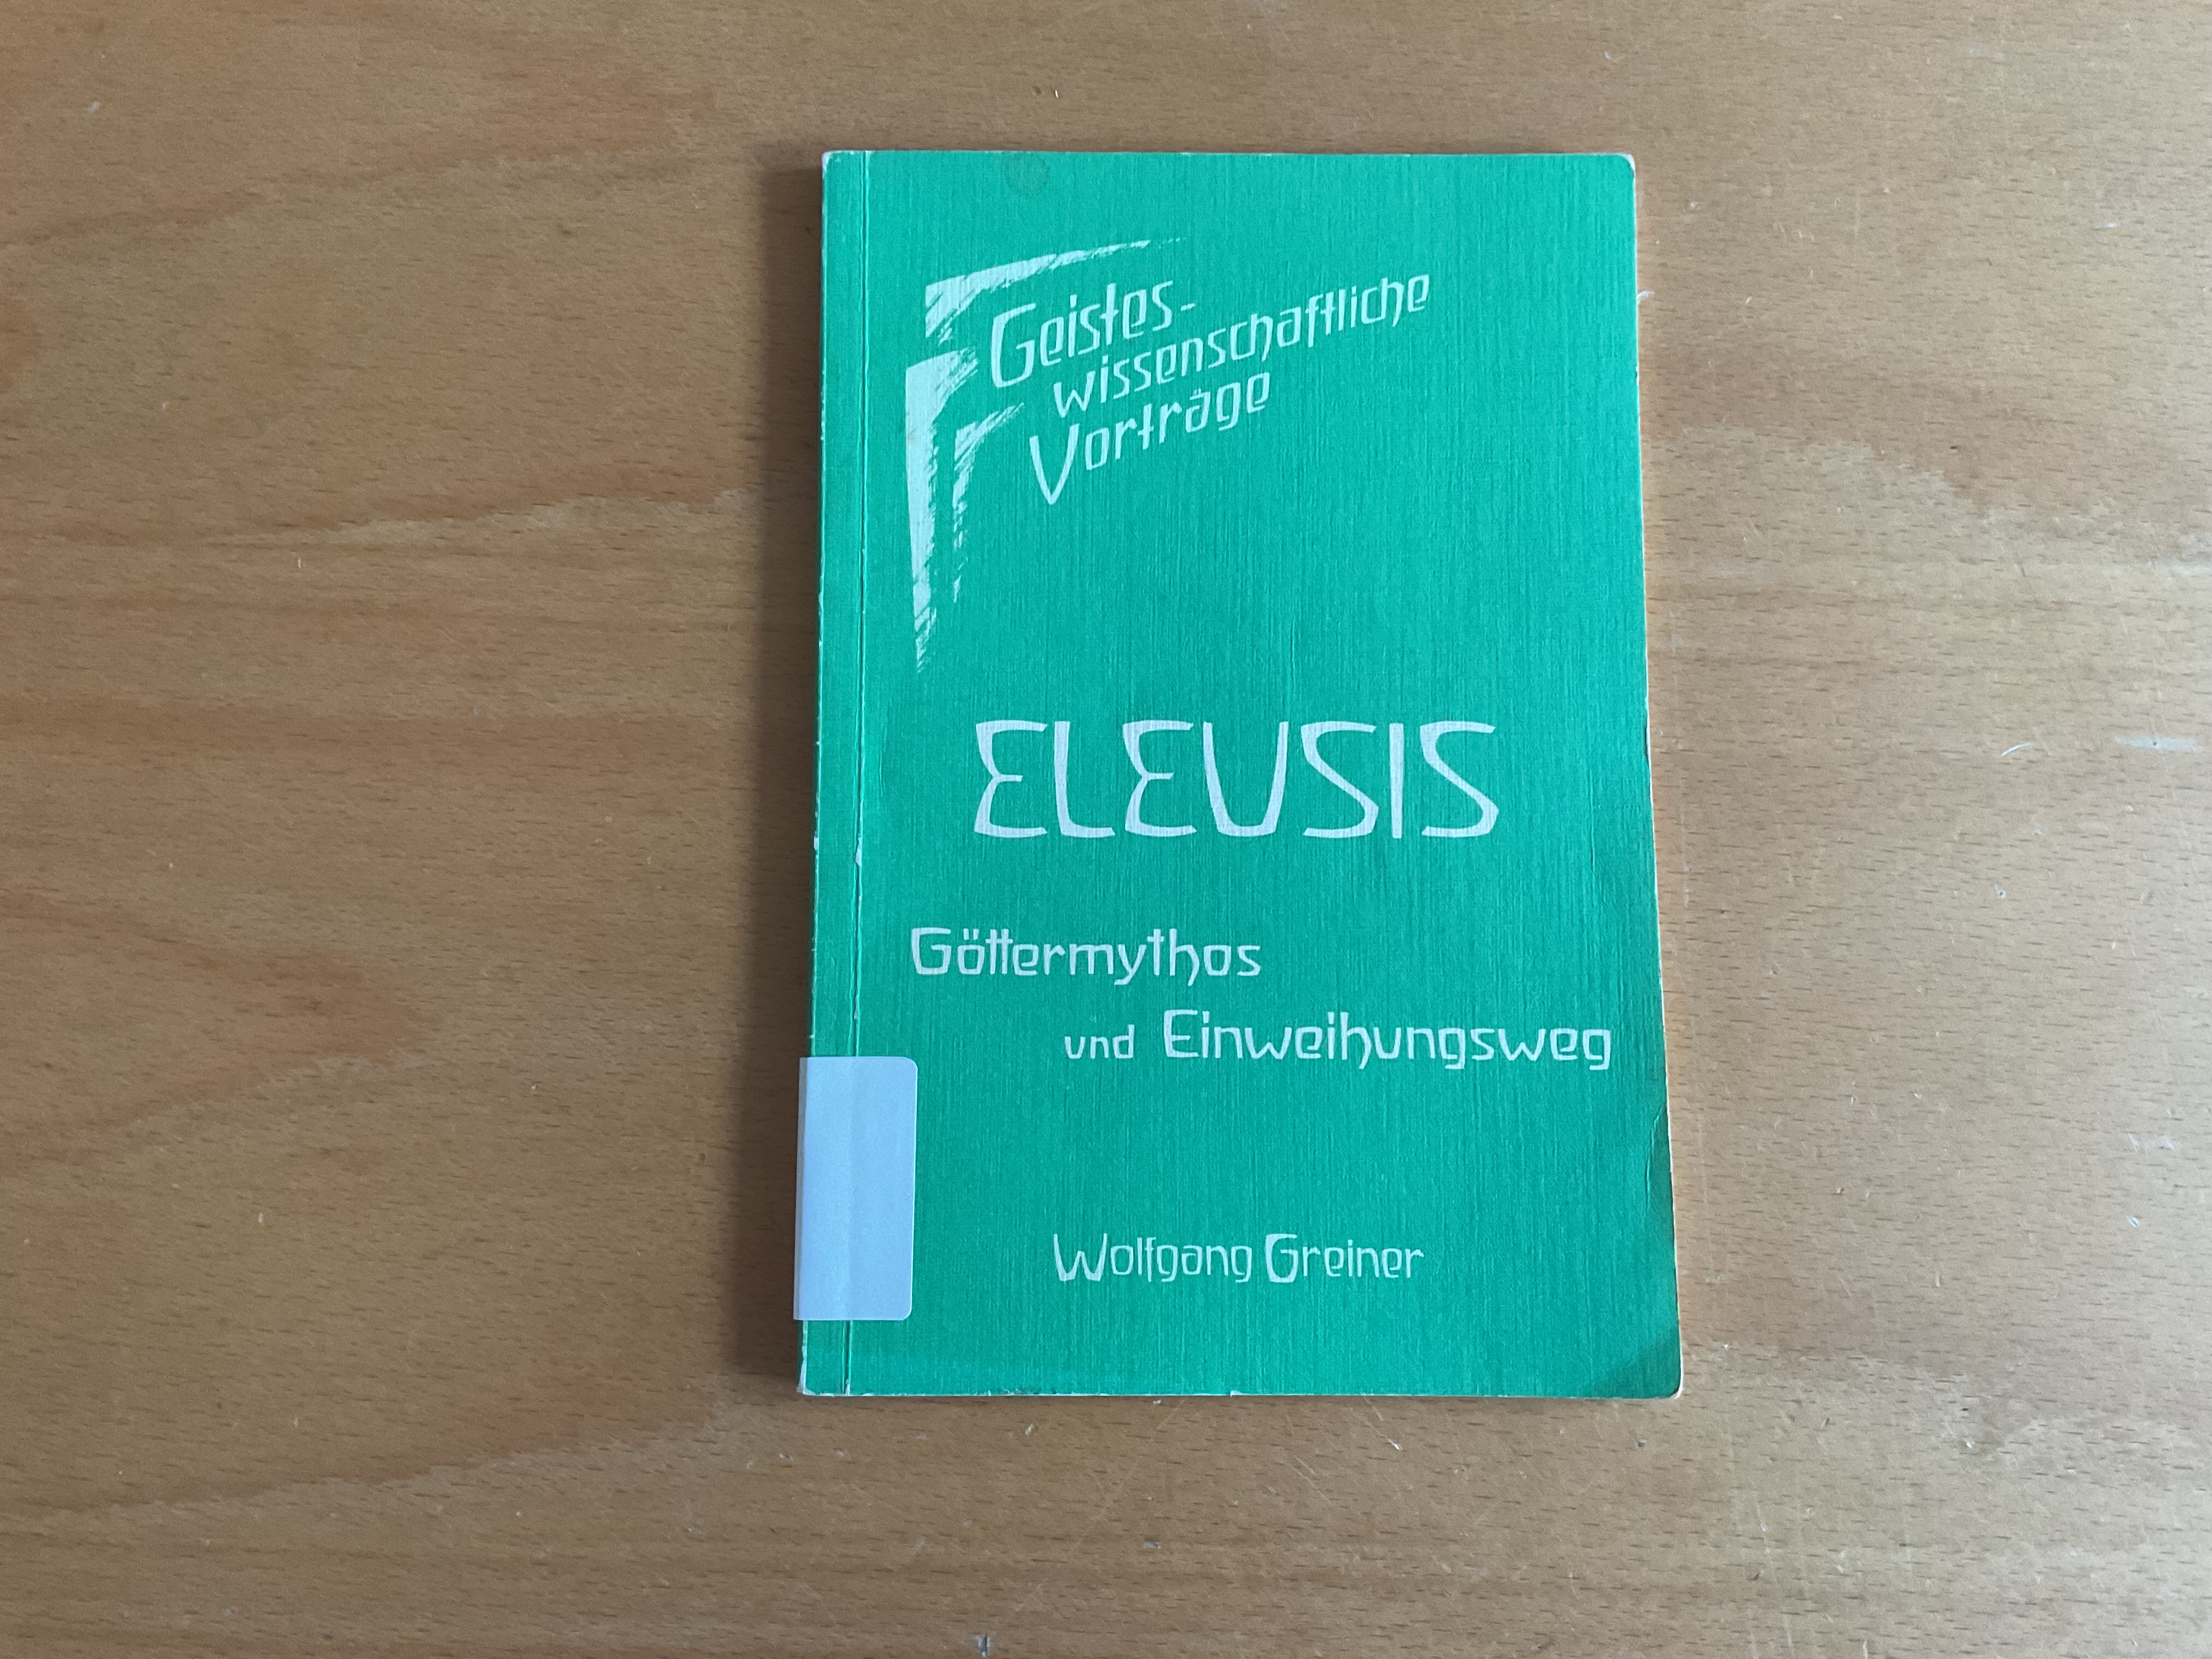 Geistes-
wissenschaftliche
Vorträge
ELEUSIS
Göttermythos
und Einweihungsweg
Wolfgang Greiner